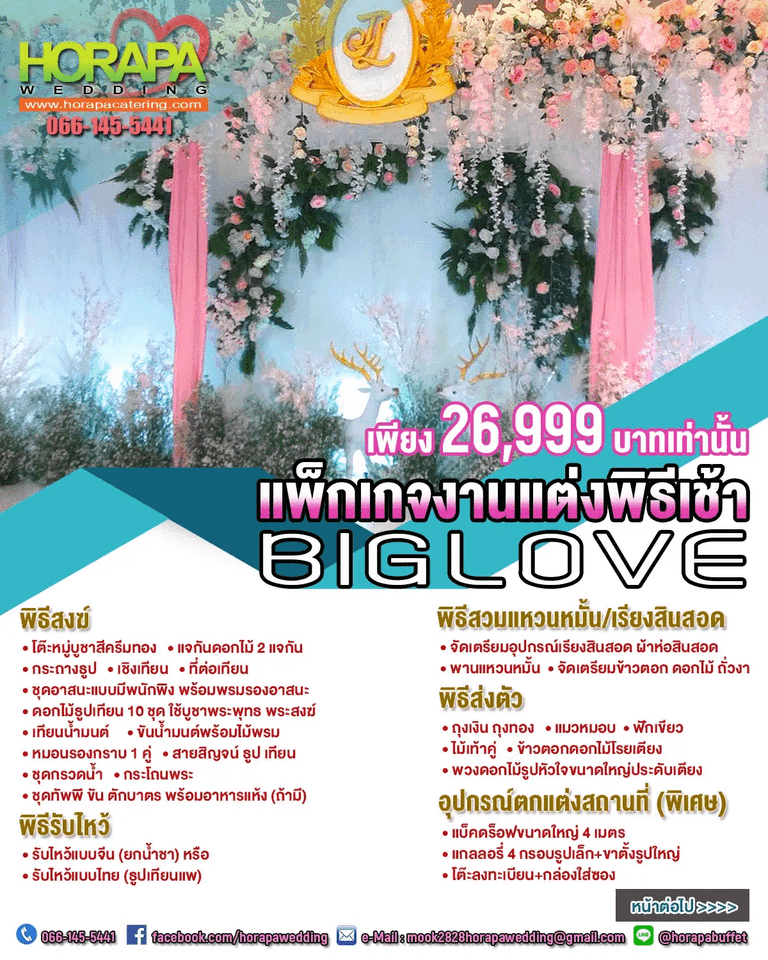 HORAPA
WEDDING
www.horapacatering.com
066-145-5441
เพียง 26,999 บาทเท่านั้น
แพ็กเกจงานแต่งพิธีเช้า
BIGLOVE
พิธีสงฆ์
• โต๊ะหมู่บูชาสีครีมทอง • แจกันดอกไม้ 2 แจกัน
• กระถางธูป • เชิงเทียน • ที่ต่อเทียน
• ชุดอาสนะแบบมีพนักพิง พร้อมพรมรองอาสนะ
• ดอกไม้ธูปเทียน 10 ชุด ใช้บูชาพระพุทธ พระสงฆ์
• เทียนน้ำมนต์ • ขันน้ำมนต์พร้อมไม้พรม
• หมอนรองกราบ 1 คู่ • สายสิญจน์ ธูป เทียน
• ชุดกรวดน้ำ • กระโถนพระ
• ชุดทัพพี ขัน ตักบาตร พร้อมอาหารแห้ง (ถ้ามี)
พิธีรับไหว้
• รับไหว้แบบจีน (ยกน้ำชา) หรือ
• รับไหว้แบบไทย (ธูปเทียนแพ)
พิธีสวมแหวนหมั้น/เรียงสินสอด
• จัดเตรียมอุปกรณ์เรียงสินสอด ผ้าห่อสินสอด
• พานแหวนหมั้น • จัดเตรียมข้าวตอก ดอกไม้ ถั่วงา
พิธีส่งตัว
• ถุงเงิน ถุงทอง • แมวหมอบ • ฟักเขียว
• ไม้เท้าคู่ • ข้าวตอกดอกไม้โรยเตียง
• พวงดอกไม้รูปหัวใจขนาดใหญ่ประดับเตียง
อุปกรณ์ตกแต่งสถานที่ (พิเศษ)
• แบ็คดร็อฟขนาดใหญ่ 4 เมตร
• แกลลอรี่ 4 กรอบรูปเล็ก+ขาตั้งรูปใหญ่
• โต๊ะลงทะเบียน+กล่องใส่ซอง
หน้าต่อไป >>>>
066-145-5441 facebook.com/horapawedding e-Mail : mook2828horapawedding@gmail.com @horapabuffet